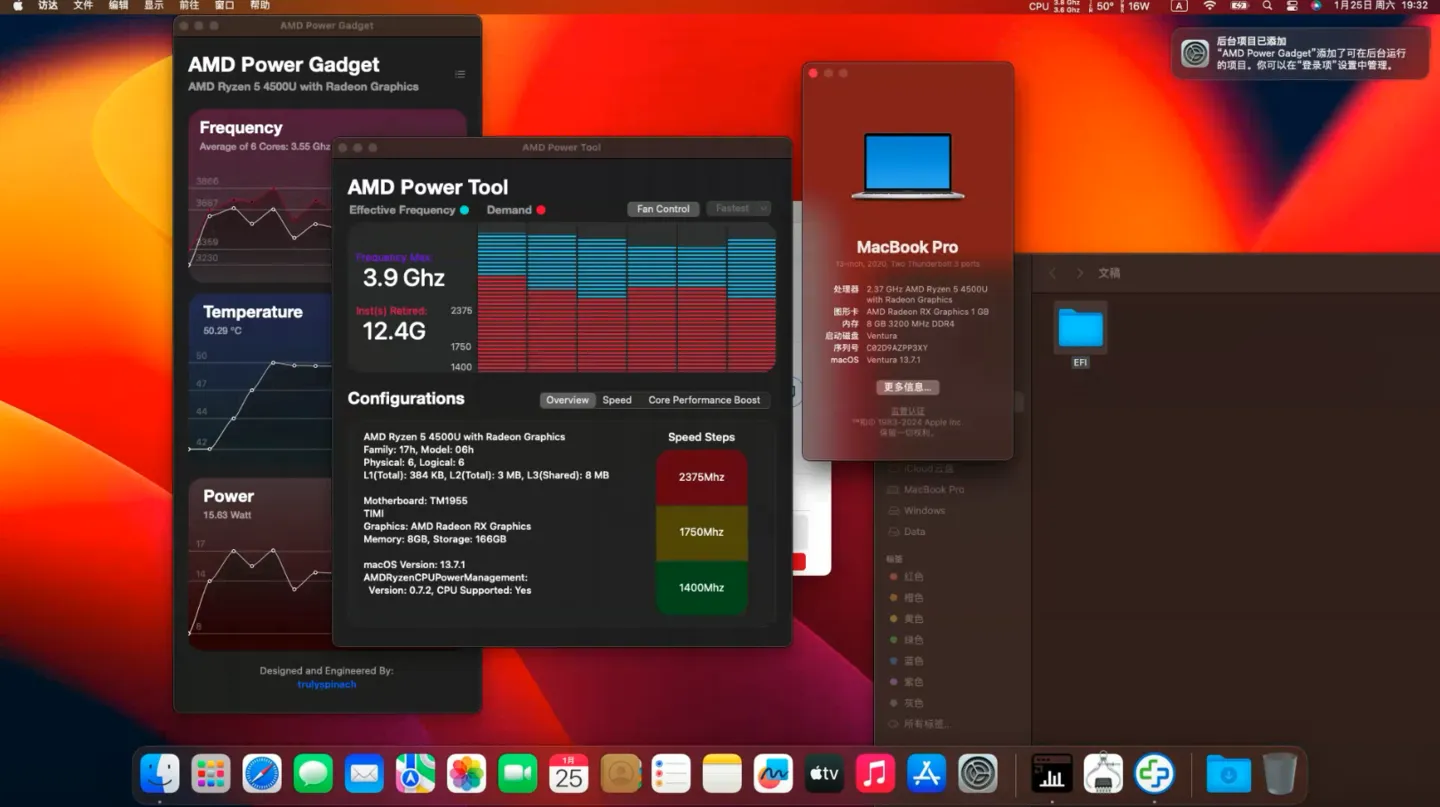 访达 文件 编辑 显示 前往 窗口 帮助
CPU 3.8 Ghz 3.6 Ghz 50° 16W A 1月25日 周六 19:32
后台项目已添加
“AMD Power Gadget”添加了可在后台运行
的项目。你可以在“登录项”设置中管理。
AMD Power Gadget
AMD Power Gadget
AMD Ryzen 5 4500U with Radeon Graphics
Frequency
Average of 6 Cores: 3.55 Ghz
3866
3687
3359
3230
Temperature
50.29 °C
50
47
44
42
Power
15.63 Watt
17
14
8
Designed and Engineered By:
trulyspinach
AMD Power Tool
AMD Power Tool
Effective Frequency Demand Fan Control Fastest
Frequency Max:
3.9 Ghz
Inst(s) Retired:
12.4G
2375
1750
1400
Configurations Overview Speed Core Performance Boost
AMD Ryzen 5 4500U with Radeon Graphics
Family: 17h, Model: 06h
Physical: 6, Logical: 6
L1(Total): 384 KB, L2(Total): 3 MB, L3(Shared): 8 MB
Motherboard: TM1955
TIMI
Graphics: AMD Radeon RX Graphics
Memory: 8GB, Storage: 166GB
macOS Version: 13.7.1
AMDRyzenCPUPowerManagement:
Version: 0.7.2, CPU Supported: Yes
Speed Steps
2375Mhz
1750Mhz
1400Mhz
MacBook Pro
13-inch, 2020, Two Thunderbolt 3 ports
处理器 2.37 GHz AMD Ryzen 5 4500U
with Radeon Graphics
图形卡 AMD Radeon RX Graphics 1 GB
内存 8 GB 3200 MHz DDR4
启动磁盘 Ventura
序列号 C02D9AZPP3XY
macOS Ventura 13.7.1
更多信息...
监管认证
™和© 1983-2024 Apple Inc.
保留一切权利。
文稿
EFI
iCloud云盘
MacBook Pro
Windows
Data
标签
红色
橙色
黄色
绿色
蓝色
紫色
灰色
所有标签...
1月
25
tv